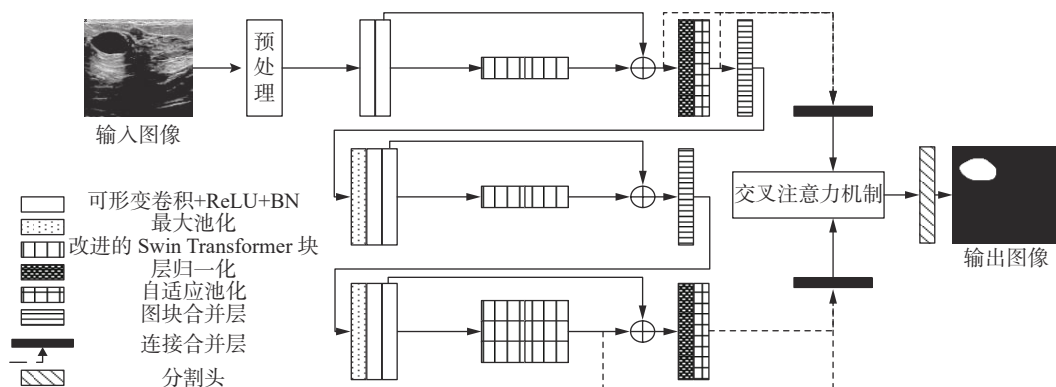 预处理
输入图像
交叉注意力机制
输出图像
可形变卷积+ReLU+BN
最大池化
改进的 Swin Transformer 块
层归一化
自适应池化
图块合并层
连接合并层
分割头